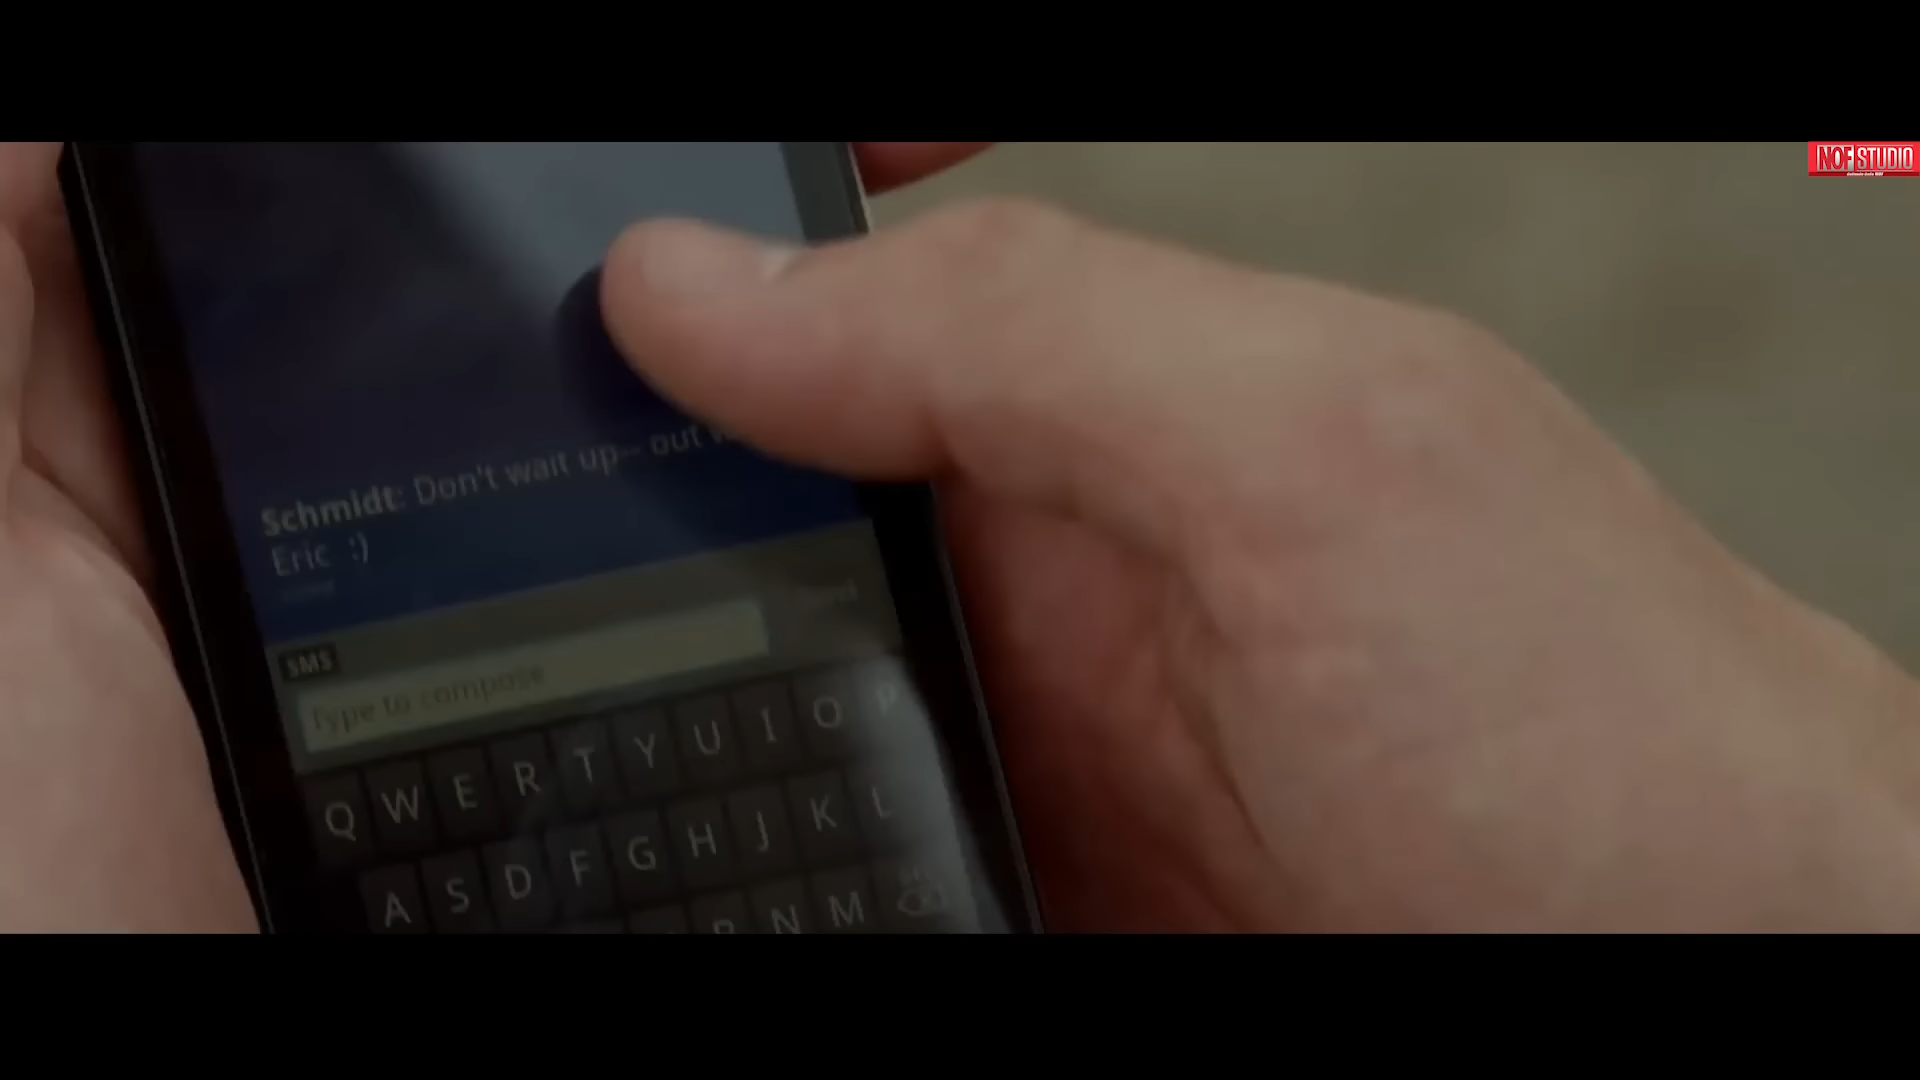 NOF STUDIO
Schmidt: Don't wait up-- out
Eric :)
SMS
Type to compose
Q W E R T Y U I O P
A S D F G H J K L
B N M